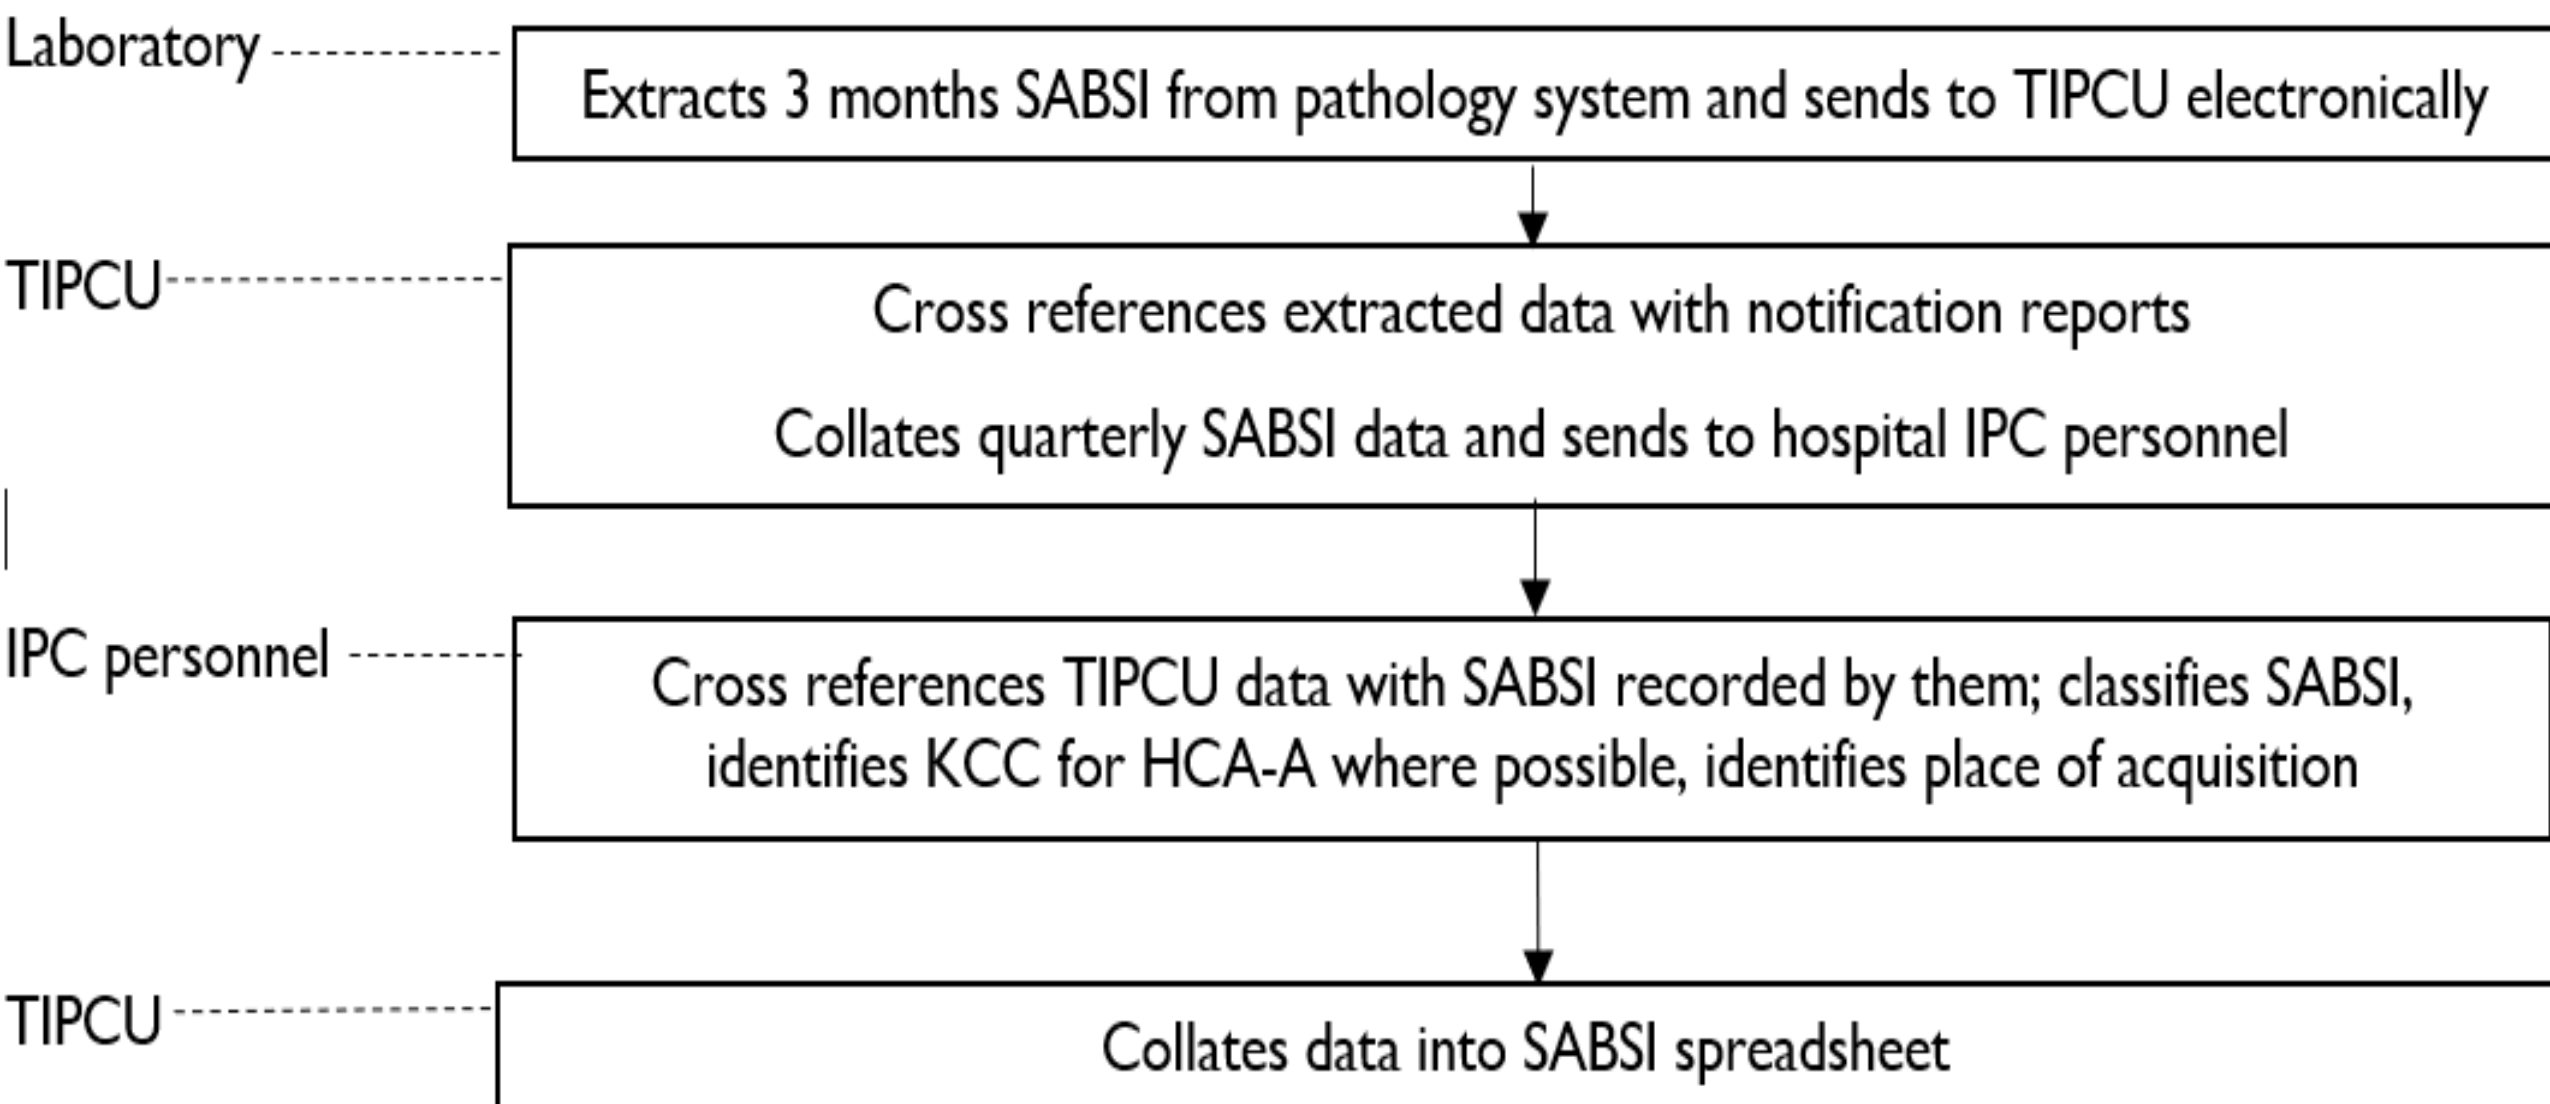 Laboratory
Extracts 3 months SABSI from pathology system and sends to TIPCU electronically
TIPCU
Cross references extracted data with notification reports
Collates quarterly SABSI data and sends to hospital IPC personnel
IPC personnel
Cross references TIPCU data with SABSI recorded by them; classifies SABSI,
identifies KCC for HCA-A where possible, identifies place of acquisition
TIPCU
Collates data into SABSI spreadsheet